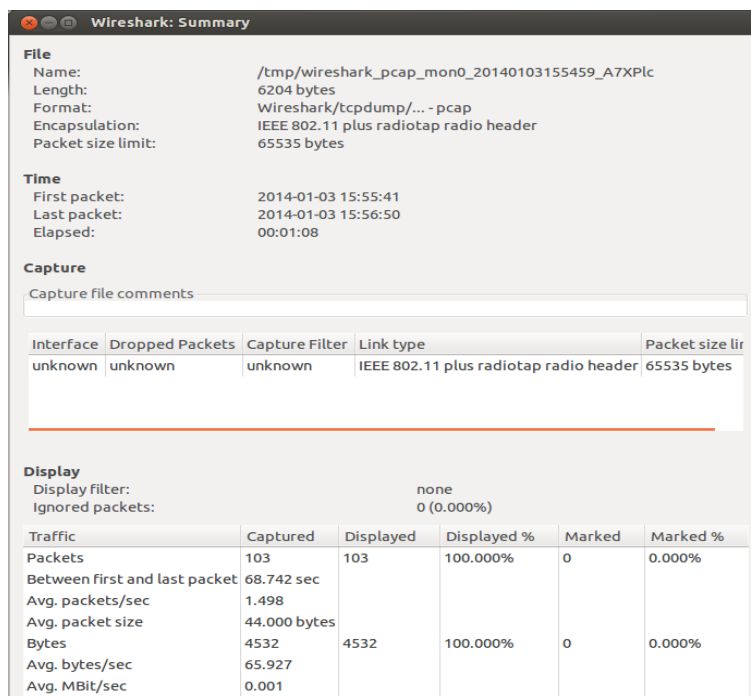 Wireshark: Summary
File
Name: /tmp/wireshark_pcap_mon0_20140103155459_A7XPlc
Length: 6204 bytes
Format: Wireshark/tcpdump/... - pcap
Encapsulation: IEEE 802.11 plus radiotap radio header
Packet size limit: 65535 bytes
Time
First packet: 2014-01-03 15:55:41
Last packet: 2014-01-03 15:56:50
Elapsed: 00:01:08
Capture
Capture file comments
Interface Dropped Packets Capture Filter Link type Packet size lir
unknown unknown unknown IEEE 802.11 plus radiotap radio header 65535 bytes
Display
Display filter: none
Ignored packets: 0 (0.000%)
Traffic Captured Displayed Displayed % Marked Marked %
Packets 103 103 100.000% 0 0.000%
Between first and last packet 68.742 sec
Avg. packets/sec 1.498
Avg. packet size 44.000 bytes
Bytes 4532 4532 100.000% 0 0.000%
Avg. bytes/sec 65.927
Avg. MBit/sec 0.001